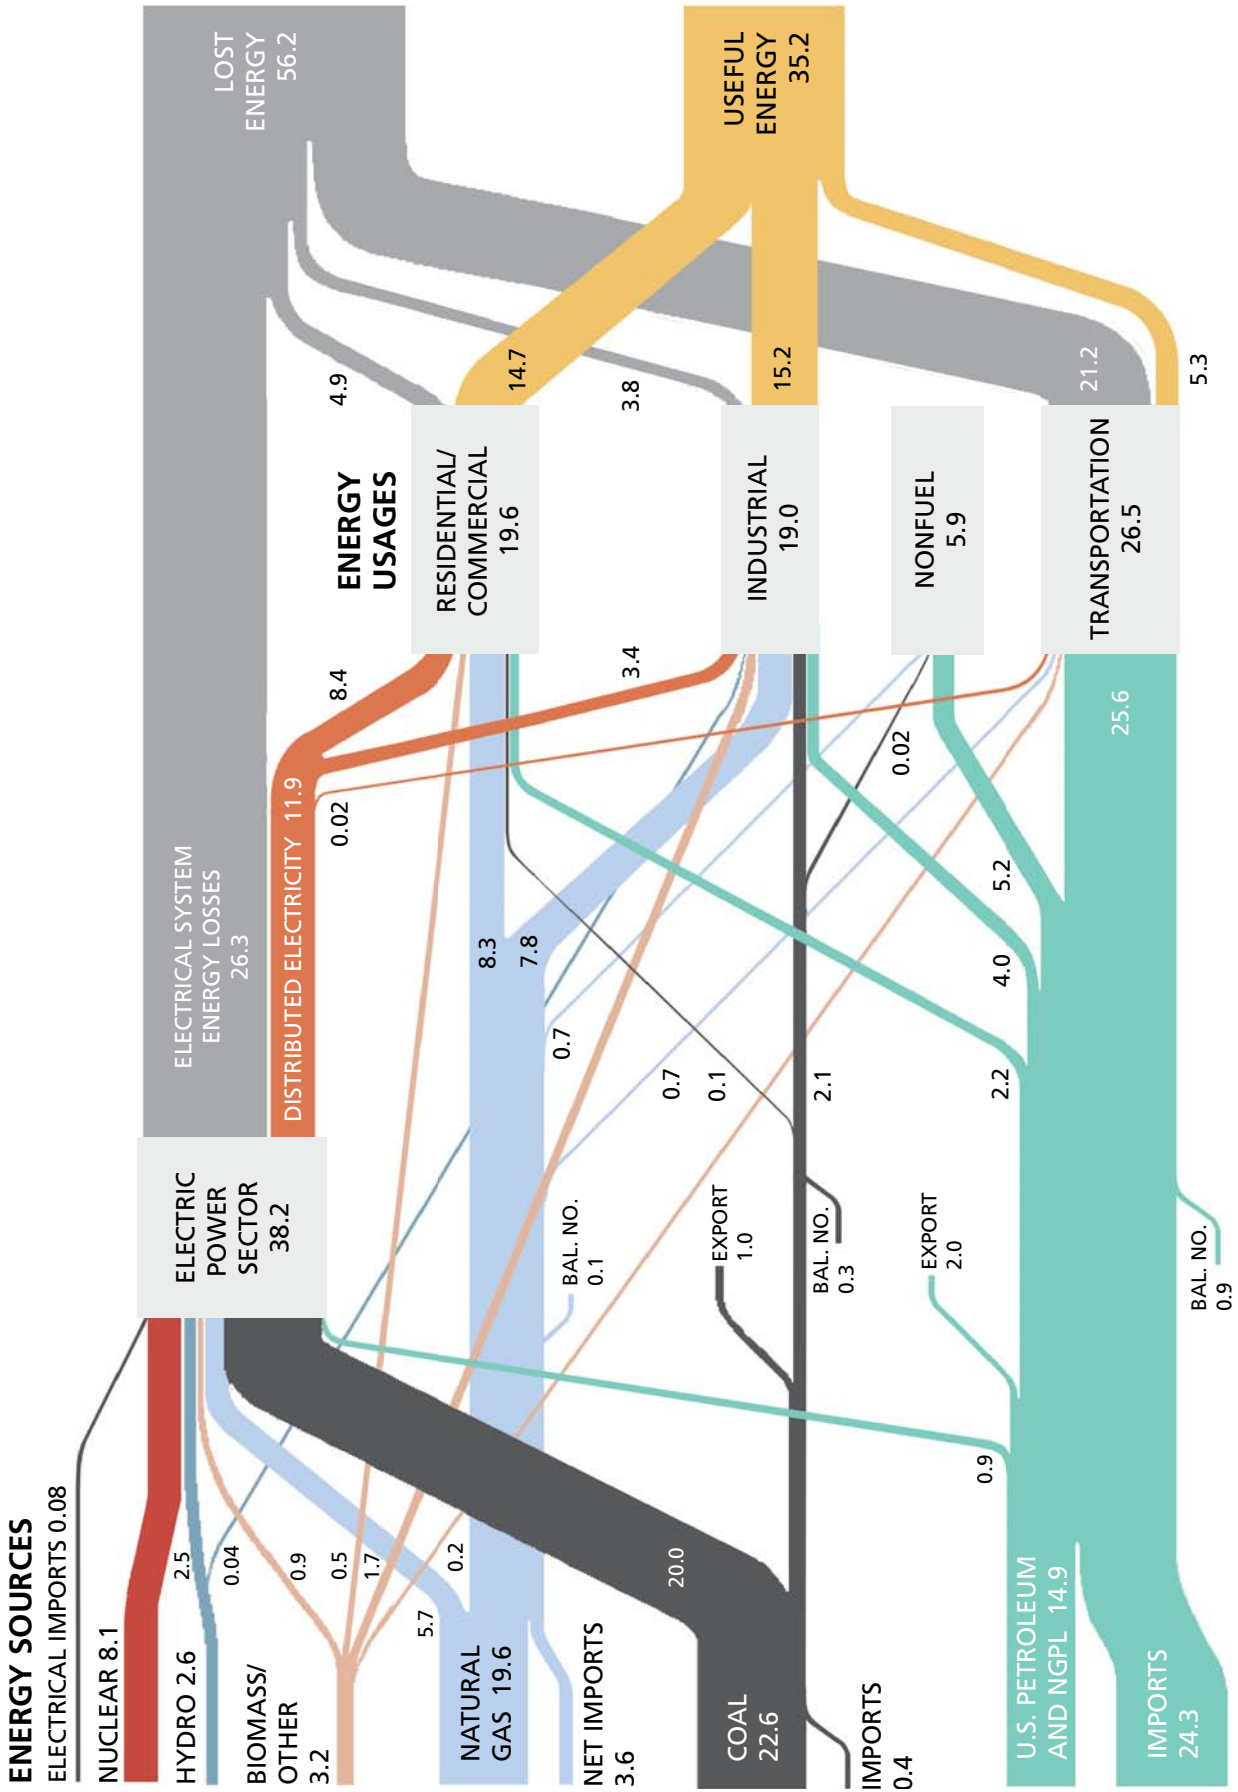 ENERGY SOURCES
ELECTRICAL IMPORTS 0.08
NUCLEAR 8.1
HYDRO 2.6
BIOMASS/
OTHER
3.2
NATURAL
GAS 19.6
NET IMPORTS
3.6
COAL
22.6
IMPORTS
0.4
U.S. PETROLEUM
AND NGPL 14.9
IMPORTS
24.3
2.5
0.04
0.9
0.5
1.7
0.2
5.7
20.0
0.9
ELECTRIC
POWER
SECTOR
38.2
BAL. NO.
0.1
EXPORT
1.0
BAL. NO.
0.3
EXPORT
2.0
BAL. NO.
0.9
ELECTRICAL SYSTEM
ENERGY LOSSES
26.3
DISTRIBUTED ELECTRICITY 11.9
0.02
8.4
3.4
8.3
7.8
0.7
0.7
0.1
2.1
0.02
2.2
4.0
5.2
25.6
ENERGY
USAGES
RESIDENTIAL/
COMMERCIAL
19.6
INDUSTRIAL
19.0
NONFUEL
5.9
TRANSPORTATION
26.5
4.9
14.7
3.8
15.2
21.2
5.3
LOST
ENERGY
56.2
USEFUL
ENERGY
35.2